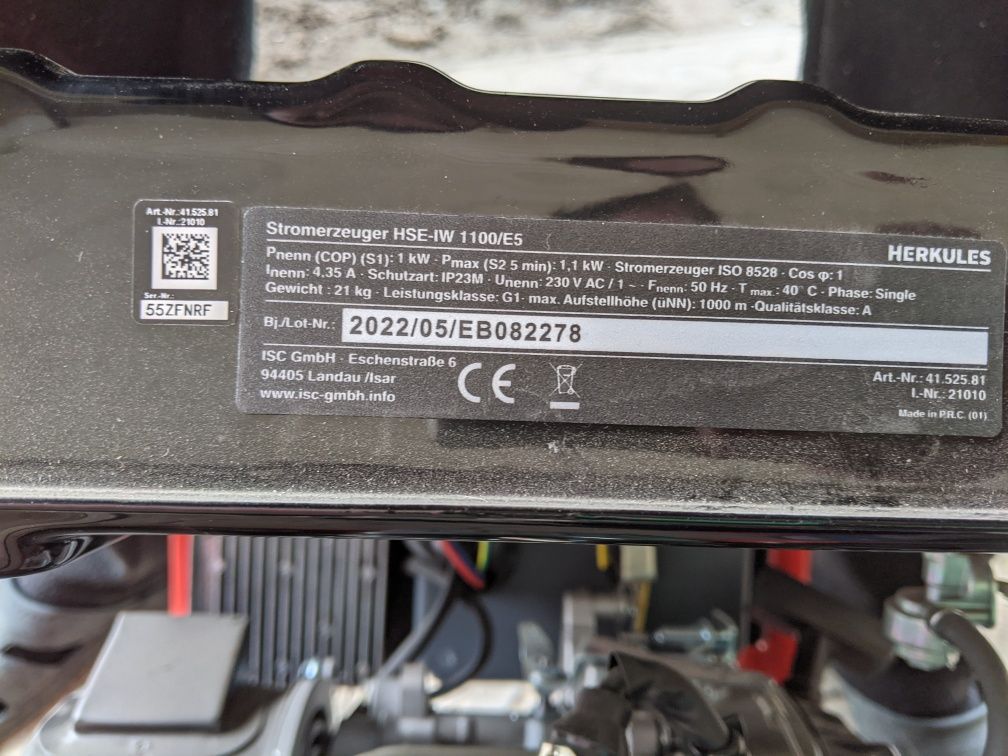 Art.-Nr.:41.525.81
I.-Nr.:21010
Ser.-Nr.:
55ZFNRF
Stromerzeuger HSE-IW 1100/E5
HERKULES
Pnenn (COP) (S1): 1 kW · Pmax (S2 5 min): 1,1 kW · Stromerzeuger ISO 8528 · Cos φ: 1
Inenn: 4.35 A · Schutzart: IP23M · Unenn: 230 V AC / 1 ~ · Fnenn: 50 Hz · T max: 40° C · Phase: Single
Gewicht : 21 kg · Leistungsklasse: G1· max. Aufstellhöhe (üNN): 1000 m ·Qualitätsklasse: A
Bj./Lot-Nr.: 2022/05/EB082278
ISC GmbH · Eschenstraße 6
94405 Landau /Isar
www.isc-gmbh.info
CE
Art.-Nr.: 41.525.81
I.-Nr.: 21010
Made in P.R.C. (01)